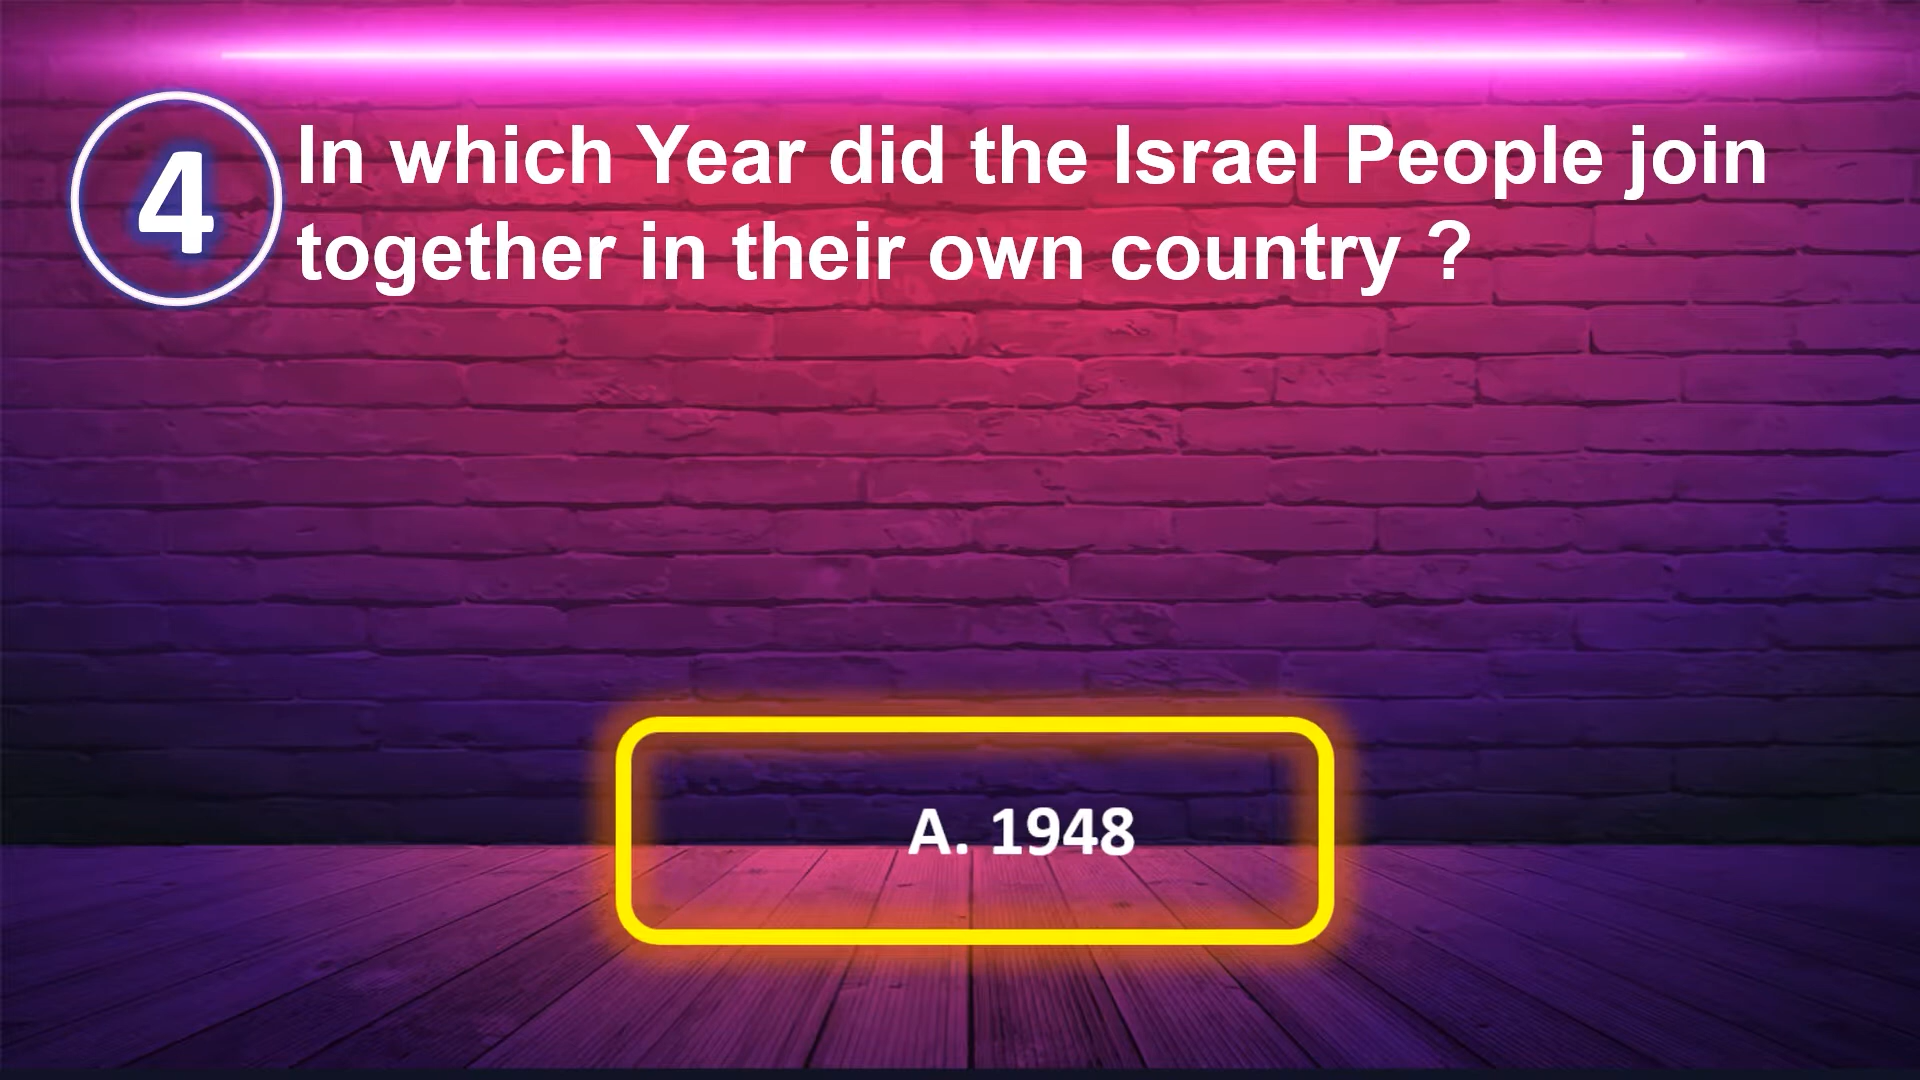 4
In which Year did the Israel People join
together in their own country ?
A. 1948